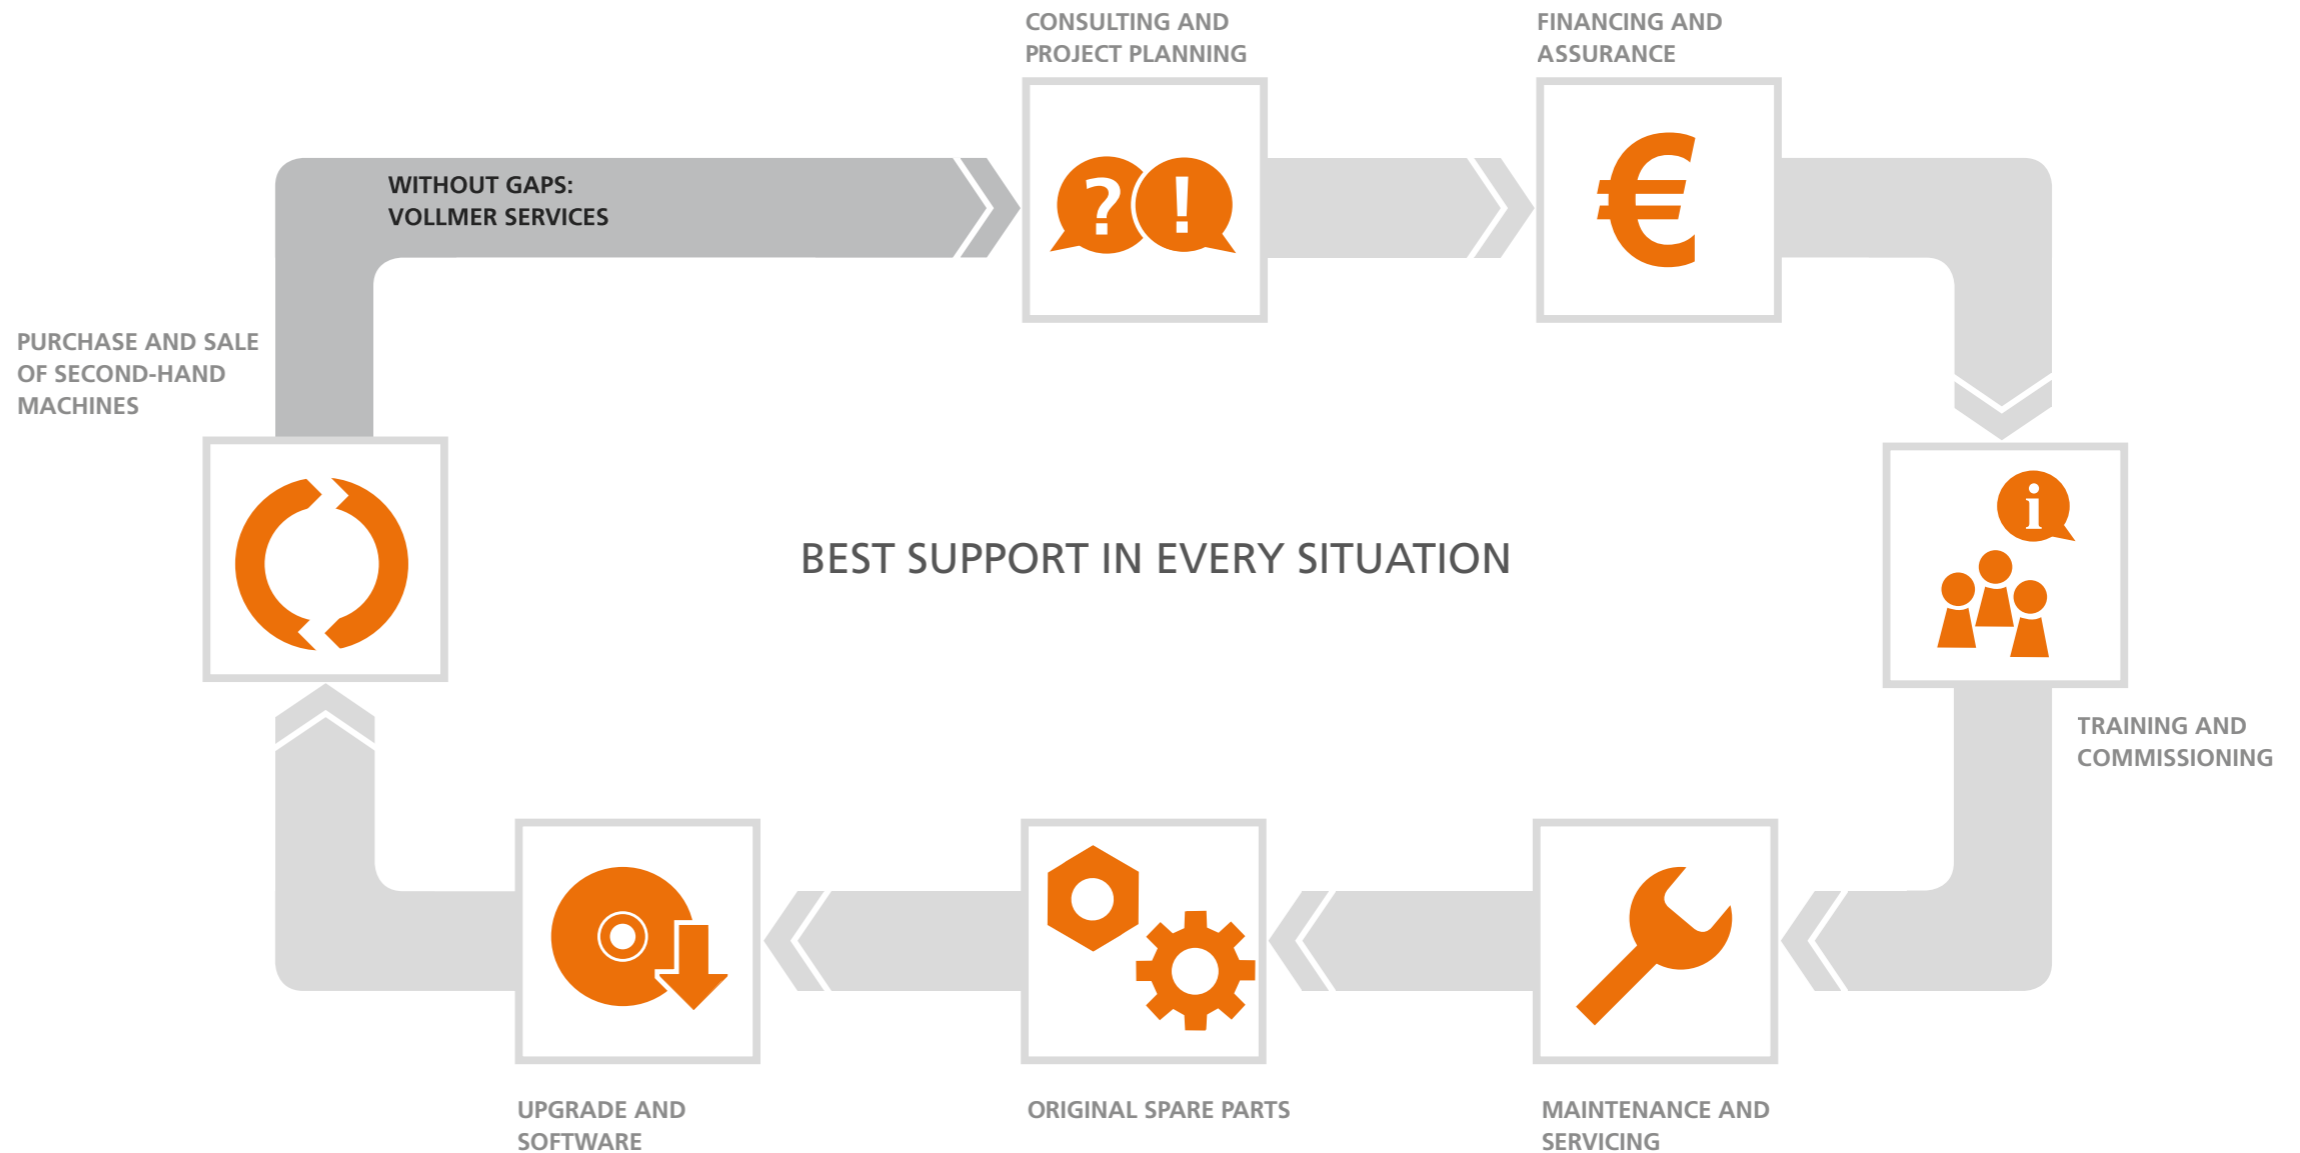 CONSULTING AND
PROJECT PLANNING
FINANCING AND
ASSURANCE
WITHOUT GAPS:
VOLLMER SERVICES
?
!
€
PURCHASE AND SALE
OF SECOND-HAND
MACHINES
i
BEST SUPPORT IN EVERY SITUATION
TRAINING AND
COMMISSIONING
UPGRADE AND
SOFTWARE
ORIGINAL SPARE PARTS
MAINTENANCE AND
SERVICING